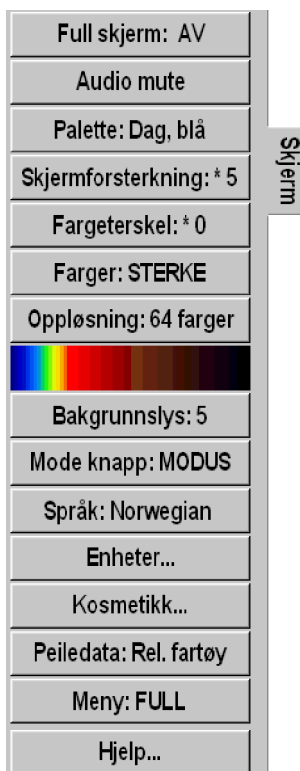 Full skjerm: AV
Audio mute
Palette: Dag, blå
Skjermforsterkning: * 5
Fargeterskel: * 0
Farger: STERKE
Oppløsning: 64 farger
Bakgrunnslys: 5
Mode knapp: MODUS
Språk: Norwegian
Enheter...
Kosmetikk...
Peiledata: Rel. fartøy
Meny: FULL
Hjelp...
Skjerm